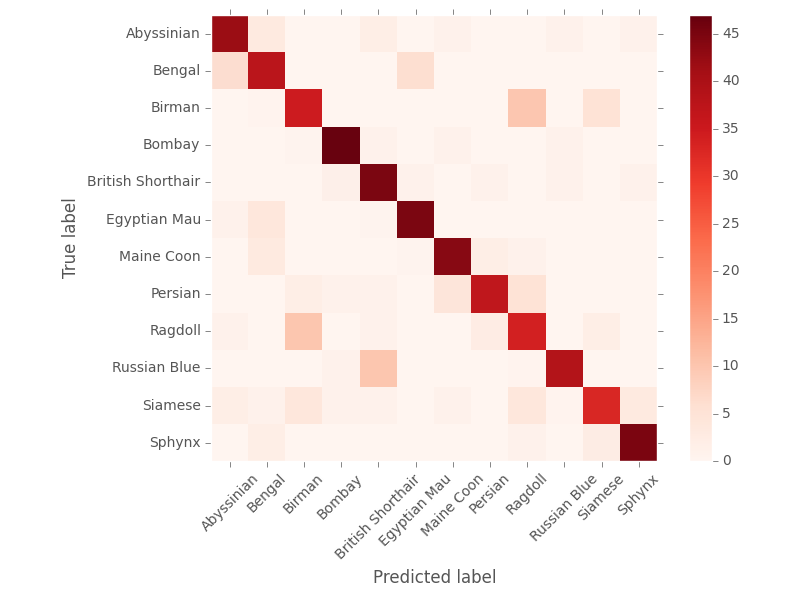 Abyssinian
Bengal
Birman
Bombay
British Shorthair
Egyptian Mau
Maine Coon
Persian
Ragdoll
Russian Blue
Siamese
Sphynx
True label
Abyssinian
Bengal
Birman
Bombay
British Shorthair
Egyptian Mau
Maine Coon
Persian
Ragdoll
Russian Blue
Siamese
Sphynx
Predicted label
45
40
35
30
25
20
15
10
5
0